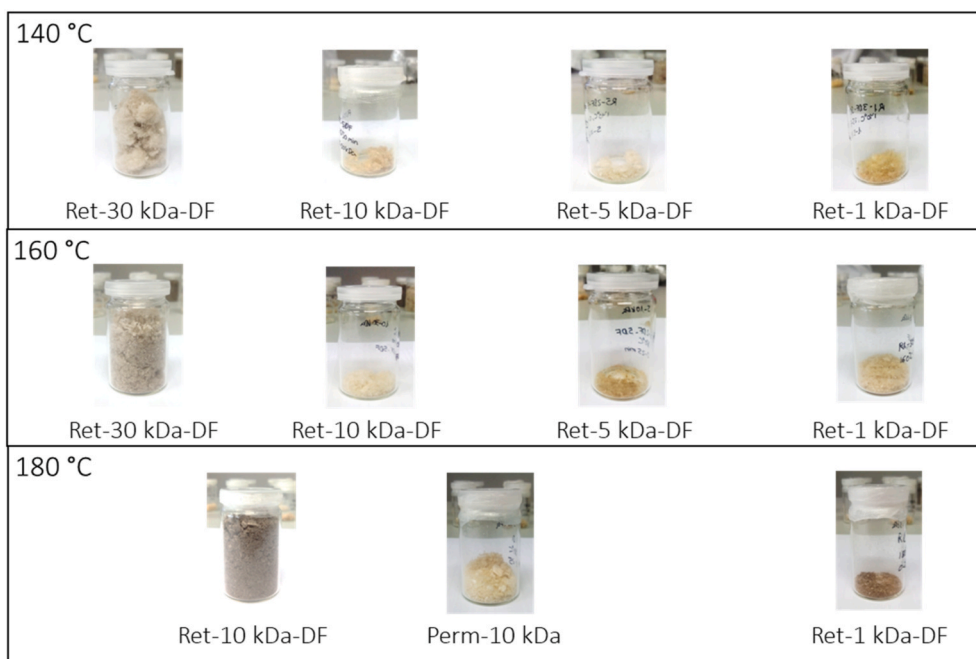 140 °C
Ret-30 kDa-DF
Ret-10 kDa-DF
Ret-5 kDa-DF
Ret-1 kDa-DF
160 °C
Ret-30 kDa-DF
Ret-10 kDa-DF
Ret-5 kDa-DF
Ret-1 kDa-DF
180 °C
Ret-10 kDa-DF
Perm-10 kDa
Ret-1 kDa-DF